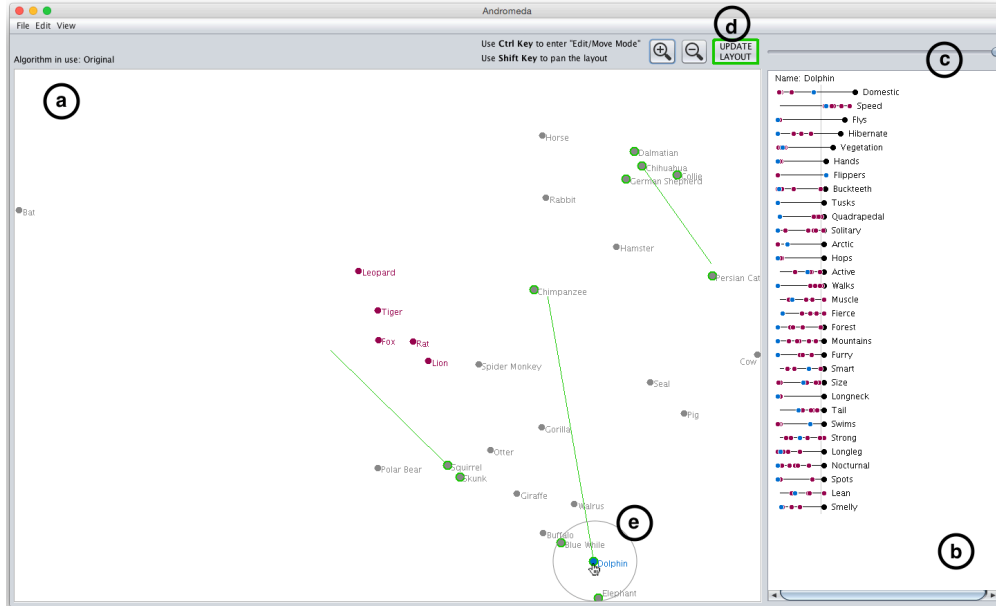 Andromeda
File Edit View
d
Use Ctrl Key to enter "Edit/Move Mode"
Use Shift Key to pan the layout
UPDATE
LAYOUT
Algorithm in use: Original
c
a
Name: Dolphin
Domestic
Speed
Flys
Hibernate
Vegetation
Hands
Flippers
Buckteeth
Tusks
Quadrapedal
Solitary
Arctic
Hops
Active
Walks
Muscle
Fierce
Forest
Mountains
Furry
Smart
Size
Longneck
Tail
Swims
Strong
Longleg
Nocturnal
Spots
Lean
Smelly
b
Horse
Dalmatian
Chihuahua
Collie
German Shepherd
Rabbit
Bat
Hamster
Leopard
Persian Cat
Chimpanzee
Tiger
Fox
Rat
Lion
Spider Monkey
Cow
Seal
Pig
Gorilla
Otter
Polar Bear
Squirrel
Skunk
Giraffe
Walrus
e
Buffalo
Blue While
Dolphin
Elephant